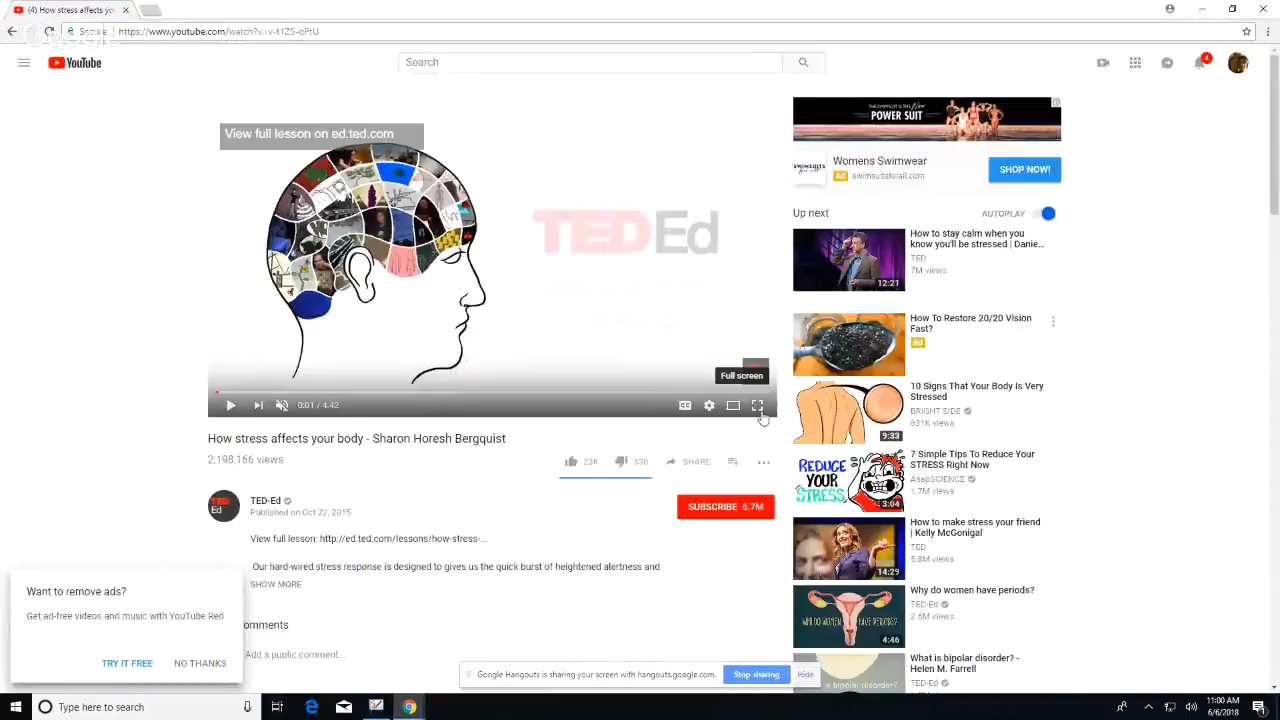 (4) How stress affects your
Secure
YouTube
Search
4
View full lesson on ed.ted.com
TEDEd
Full screen
0:01 / 4:42
How stress affects your body - Sharon Horesh Bergquist
2,198,166 views
23K
330
SHARE
TED-Ed
Published on Oct 22, 2015
SUBSCRIBE 6.7M
View full lesson: http://ed.ted.com/lessons/how-stress-...
Our hard-wired stress response is designed to gives us the quick burst of heightened alertness and
SHOW MORE
omments
Add a public comment...
Want to remove ads?
Get ad-free videos and music with YouTube Red.
TRY IT FREE
NO THANKS
POWER SUIT
Womens Swimwear
Ad swimsuitsforall.com
SHOP NOW!
Up next
AUTOPLAY
How to stay calm when you
know you'll be stressed | Danie...
TED
7M views
12:21
How To Restore 20/20 Vision
Fast?
Ad
10 Signs That Your Body Is Very
Stressed
BRIGHT SIDE
631K views
9:33
7 Simple Tips To Reduce Your
STRESS Right Now
AsapSCIENCE
1.7M views
REDUCE
YOUR
STRESS
3:04
How to make stress your friend
| Kelly McGonigal
TED
14:29
Why do women have periods?
TED-Ed
2.6M views
WHY DO WOMEN HAVE PERIODS?
4:46
What is bipolar disorder? -
Helen M. Farrell
TED-Ed
Google Hangouts is sharing your screen with hangouts.google.com.
Stop sharing
Hide
Type here to search
11:00 AM
6/6/2018